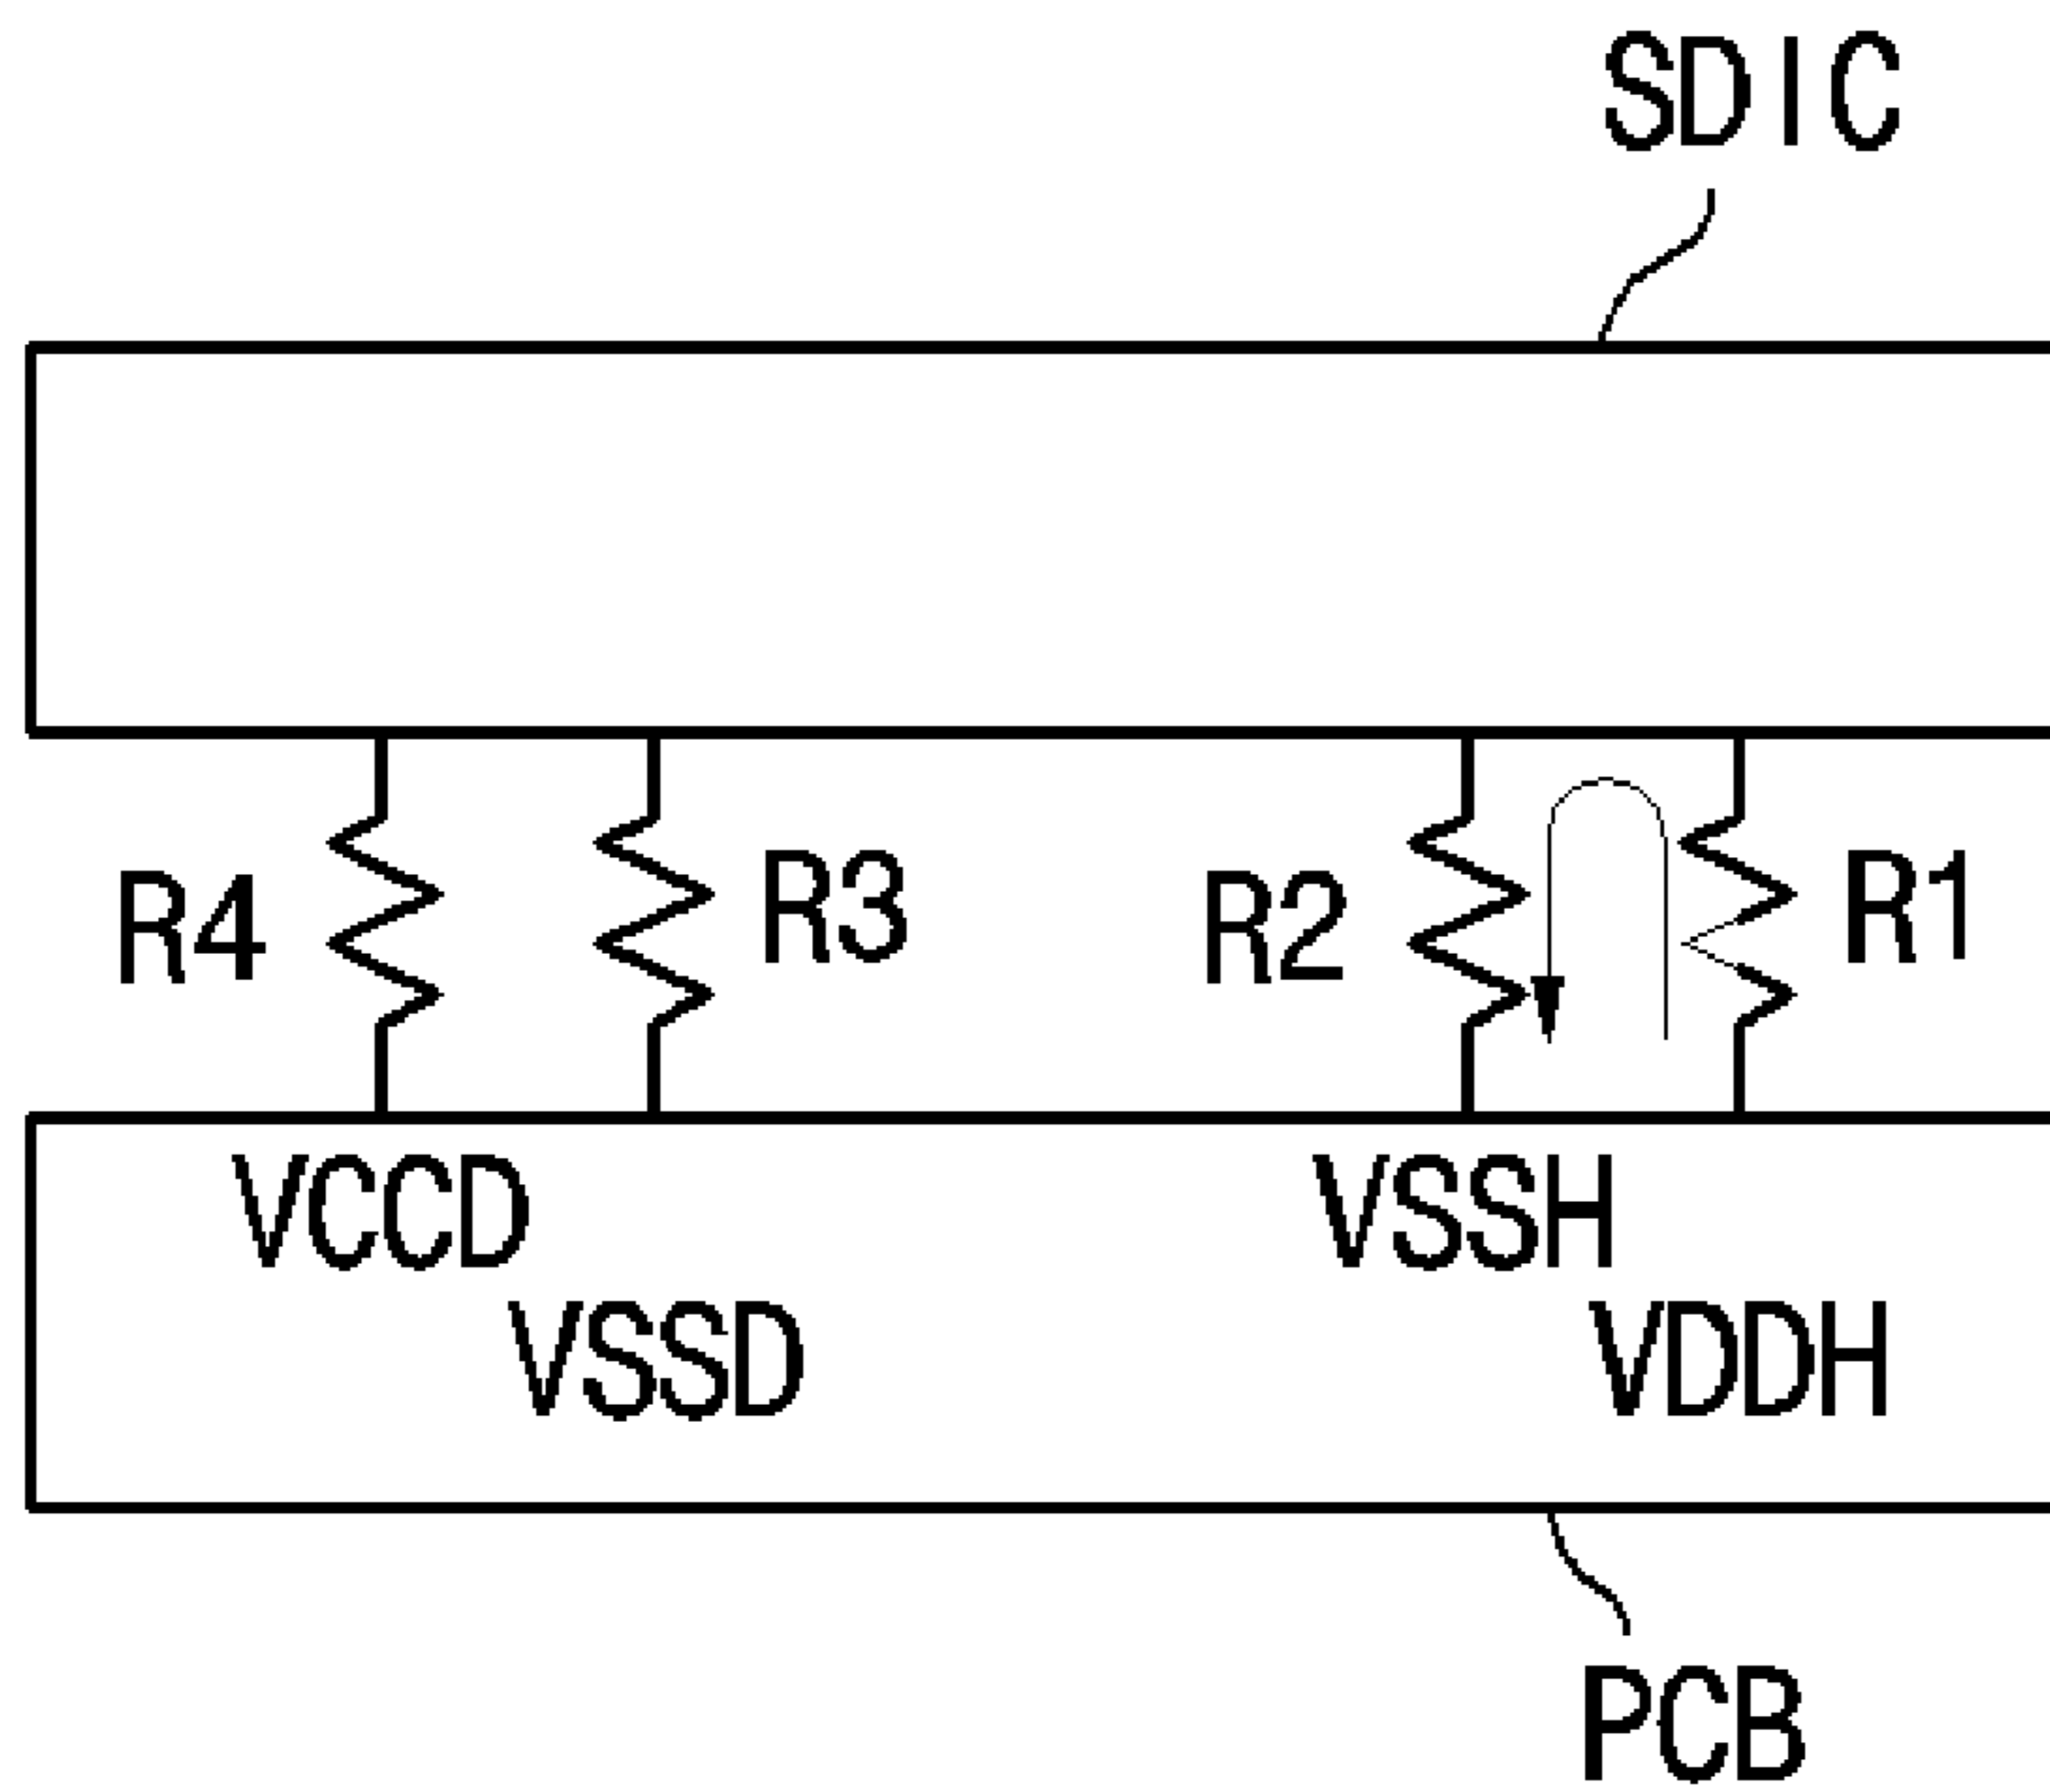 SDIC
R4
R3
R2
R1
VCCD
VSSH
VSSD
VDDH
PCB